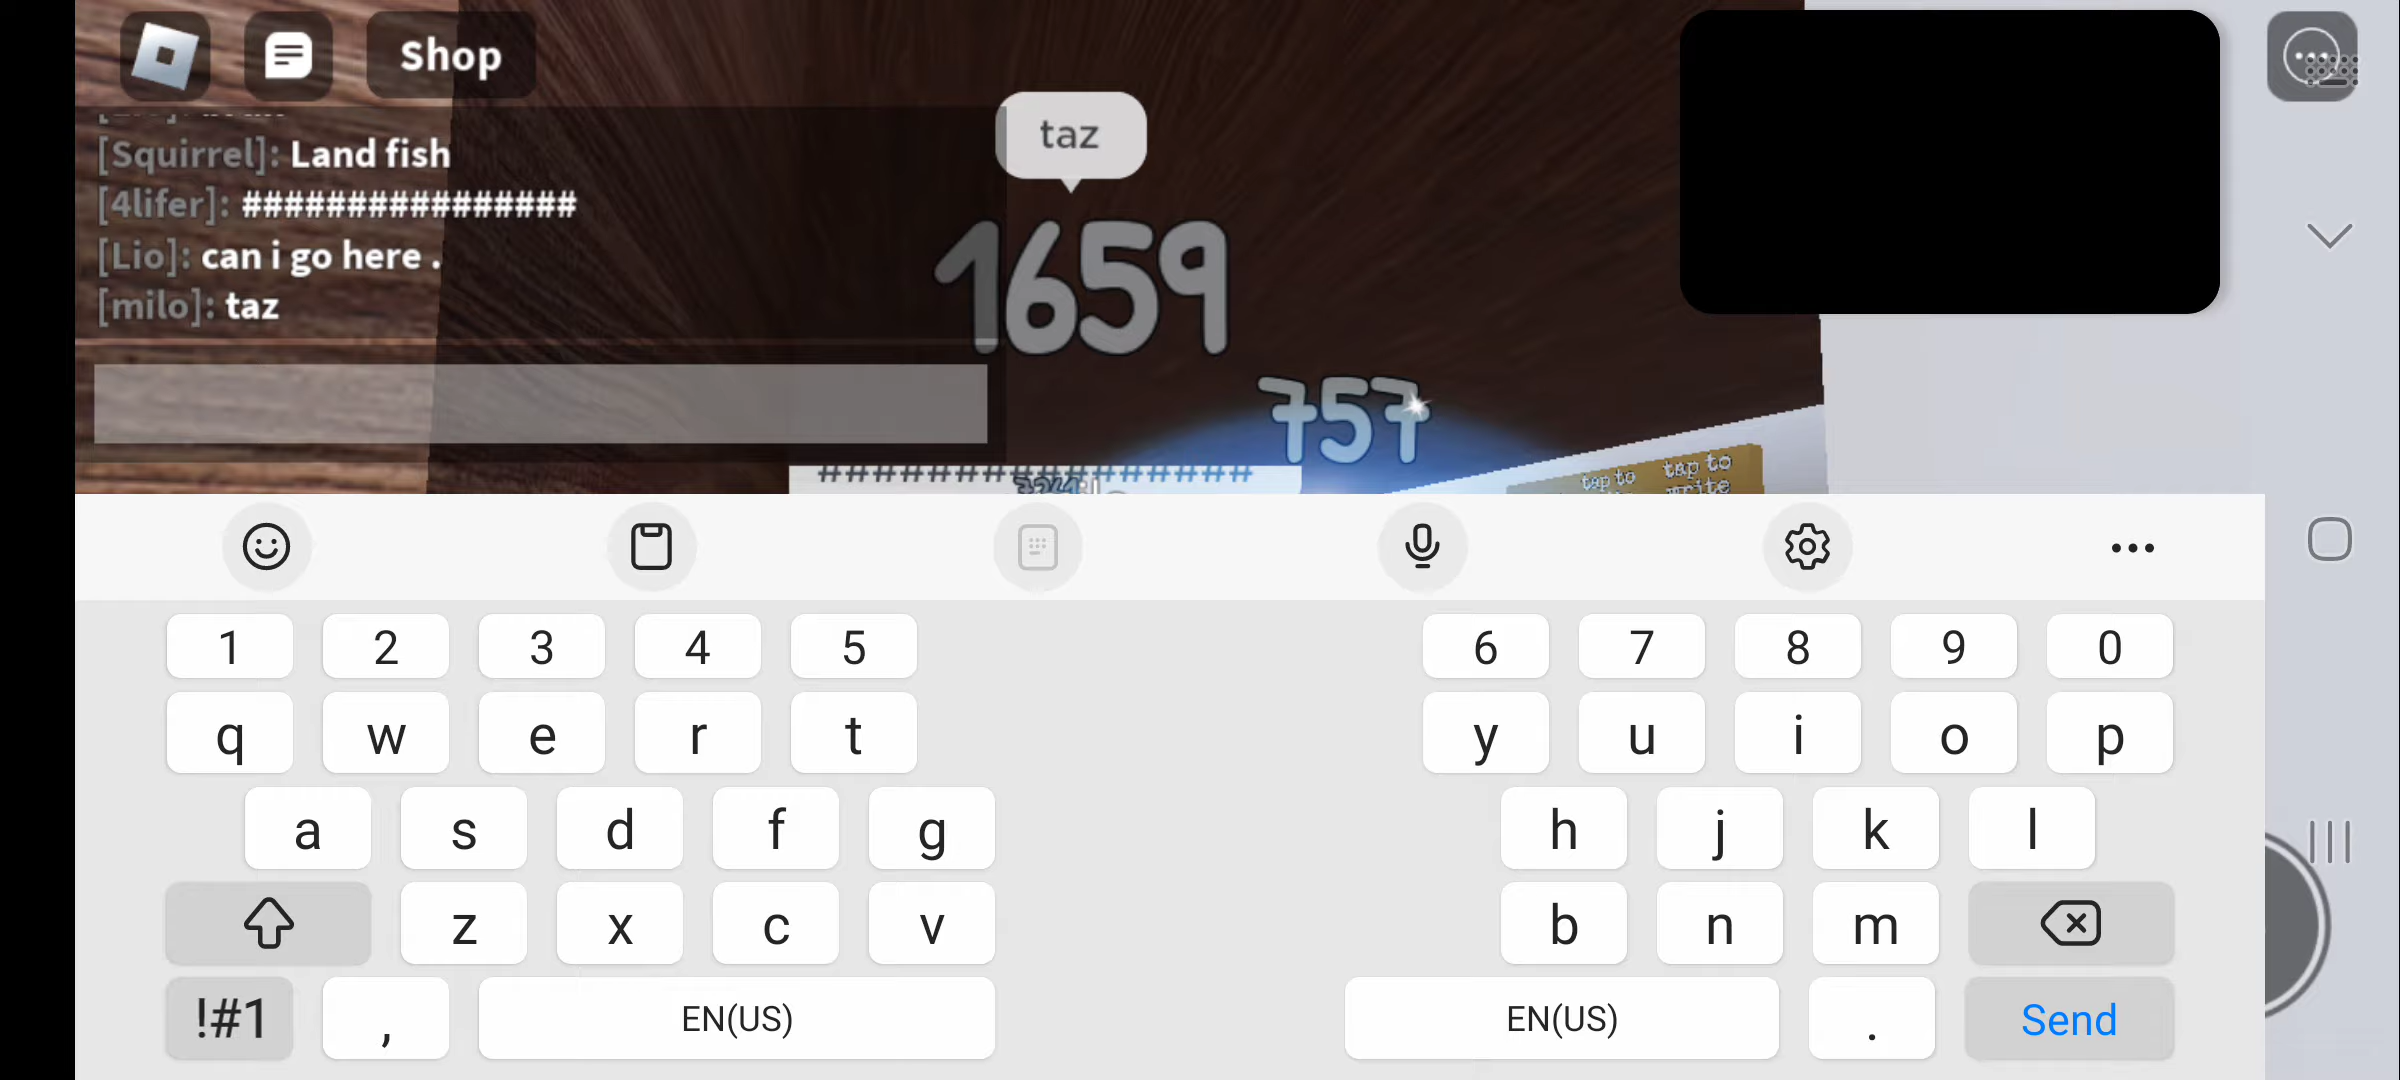 Shop
[Squirrel]: Land fish
[4lifer]: ################
[Lio]: can i go here .
[milo]: taz
taz
1659
757
################
tap to tap to
write
1 2 3 4 5 6 7 8 9 0
q w e r t y u i o p
a s d f g h j k l
z x c v b n m
!#1 , EN(US) EN(US) . Send